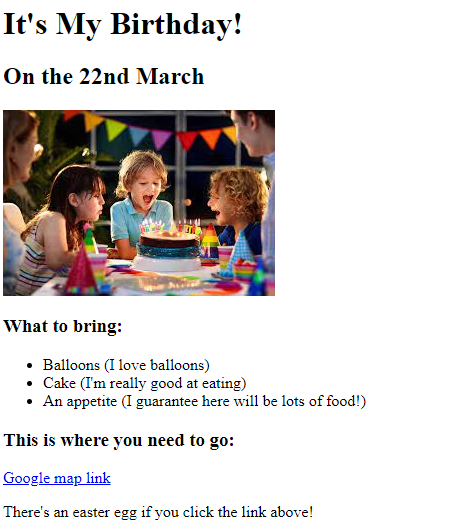 It's My Birthday!
On the 22nd March
What to bring:
Balloons (I love balloons)
Cake (I'm really good at eating)
An appetite (I guarantee here will be lots of food!)
This is where you need to go:
Google map link
There's an easter egg if you click the link above!